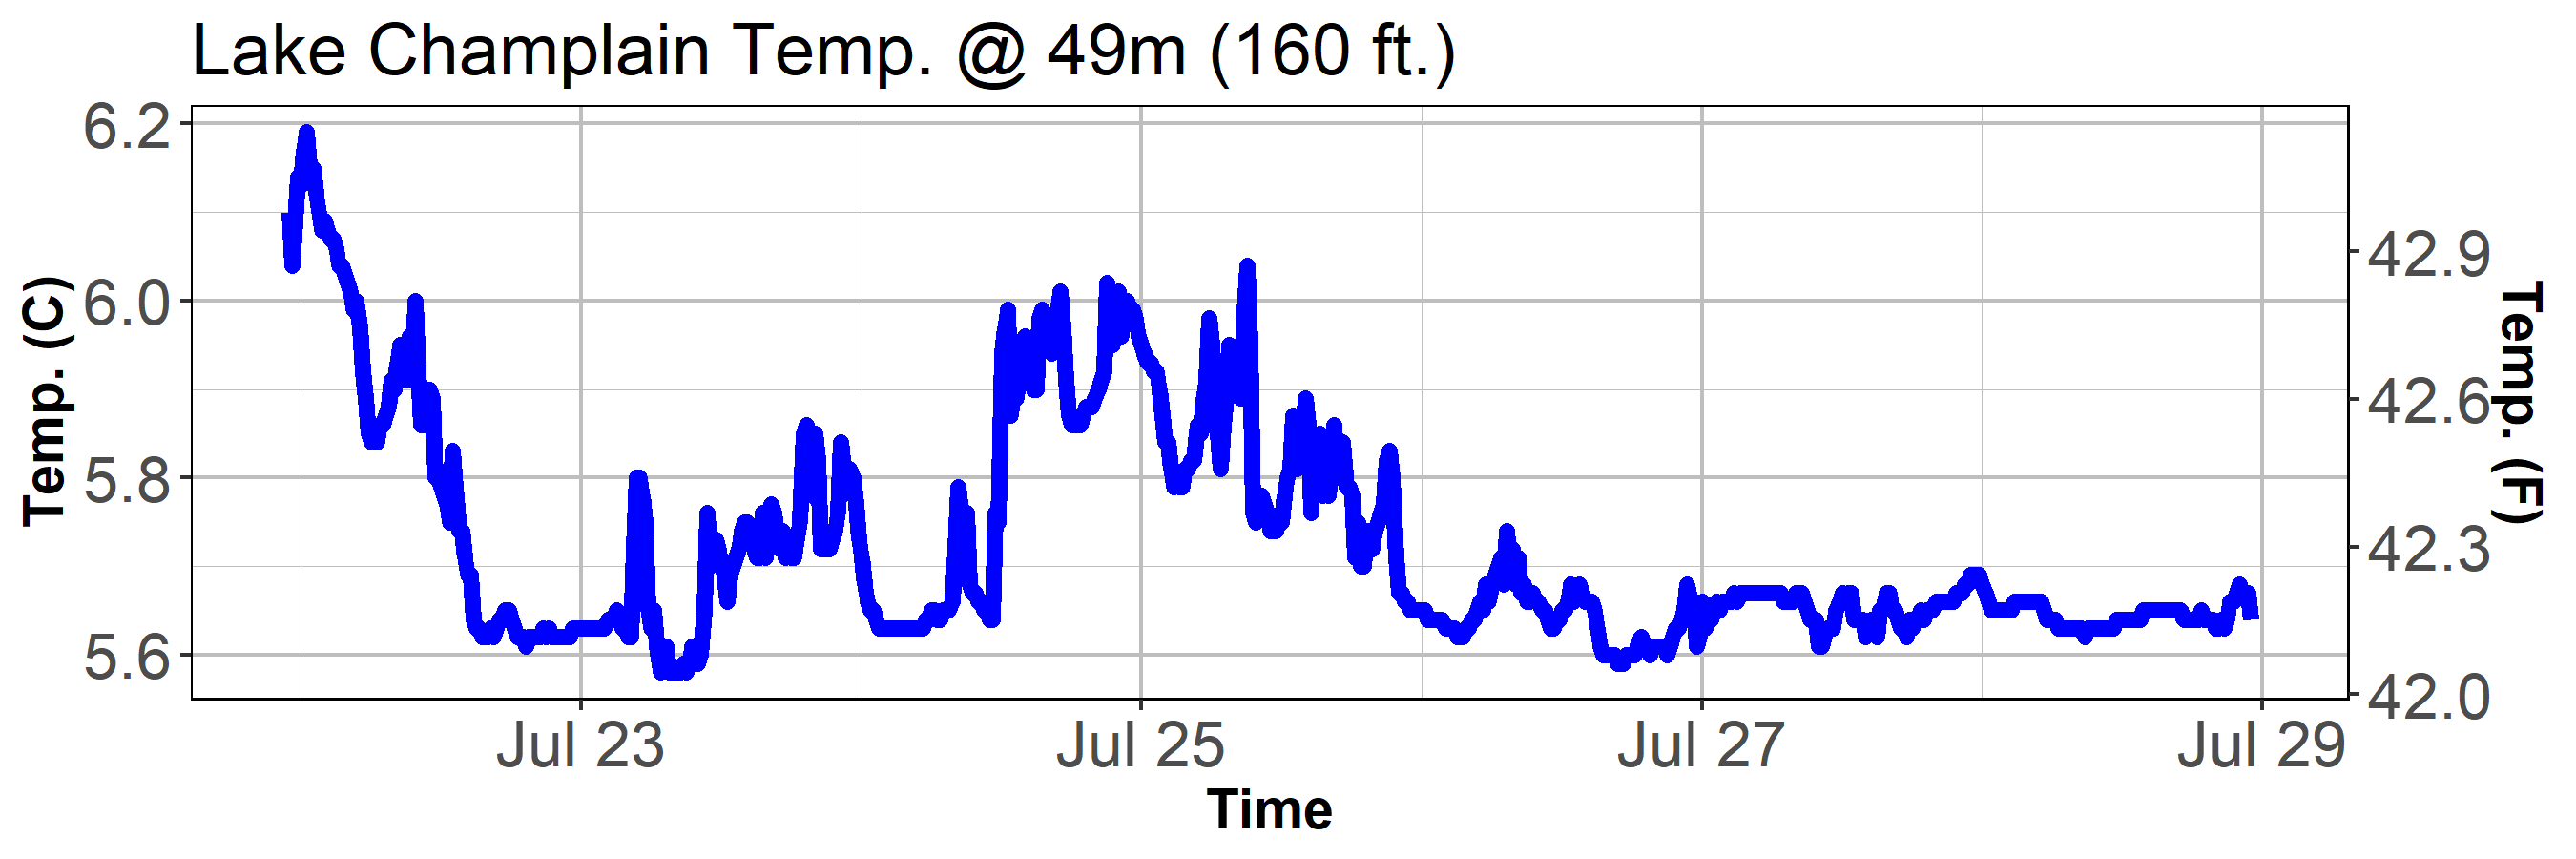 Lake Champlain Temp. @ 49m (160 ft.)
6.2
6.0
5.8
5.6
Temp. (C)
42.9
42.6
42.3
42.0
Temp. (F)
Jul 23 Jul 25 Jul 27 Jul 29
Time